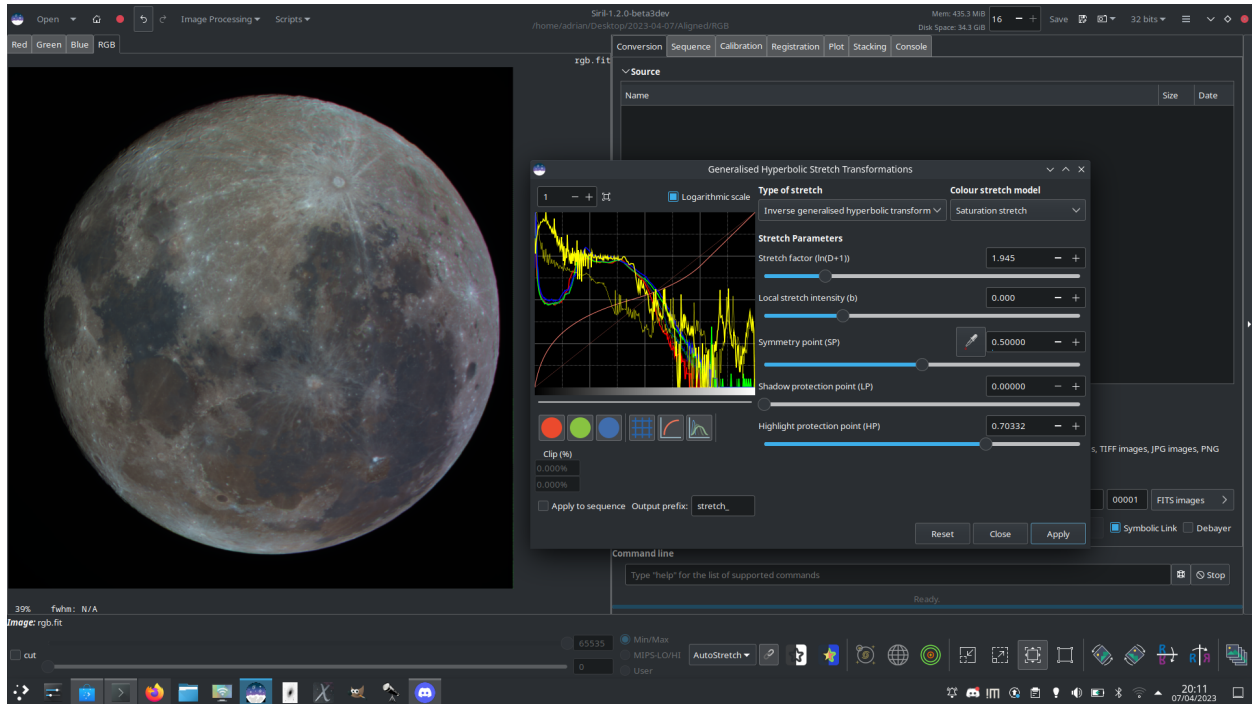 Open
Image Processing
Scripts
Siril-1.2.0-beta3dev
/home/adrian/Desktop/2023-04-07/Aligned/RGB
Mem: 435.3 MiB
Disk Space: 34.3 GiB
16 − +
Save
32 bits
Red Green Blue RGB
rgb.fit
Conversion Sequence Calibration Registration Plot Stacking Console
Source
Name Size Date
Generalised Hyperbolic Stretch Transformations
1 − +
Logarithmic scale
Type of stretch
Colour stretch model
Inverse generalised hyperbolic transform
Saturation stretch
Stretch Parameters
Stretch factor (ln(D+1)) 1.945 − +
Local stretch intensity (b) 0.000 − +
Symmetry point (SP) 0.50000 − +
Shadow protection point (LP) 0.00000 − +
Highlight protection point (HP) 0.70332 − +
Clip (%)
0.000%
0.000%
Apply to sequence Output prefix: stretch_
Reset Close Apply
s, TIFF images, JPG images, PNG
00001 FITS images
Symbolic Link Debayer
Command line
Type "help" for the list of supported commands
Stop
Ready.
39% fwhm: N/A
Image: rgb.fit
cut
65535
0
Min/Max
MIPS-LO/HI
User
AutoStretch
R
R
R R
20:11
07/04/2023